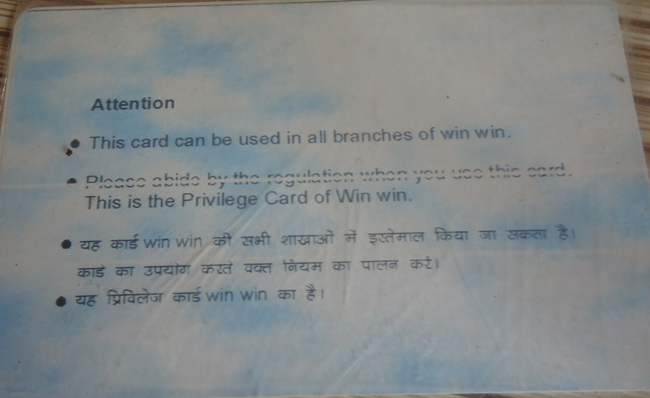 Attention
• This card can be used in all branches of win win.
• Please abide by the regulation when you use this card.
This is the Privilege Card of Win win.
• यह कार्ड win win की सभी शाखाओं में इस्तेमाल किया जा सकता है।
कार्ड का उपयोग करते वक्त नियम का पालन करें।
• यह प्रिविलेज कार्ड win win का है।